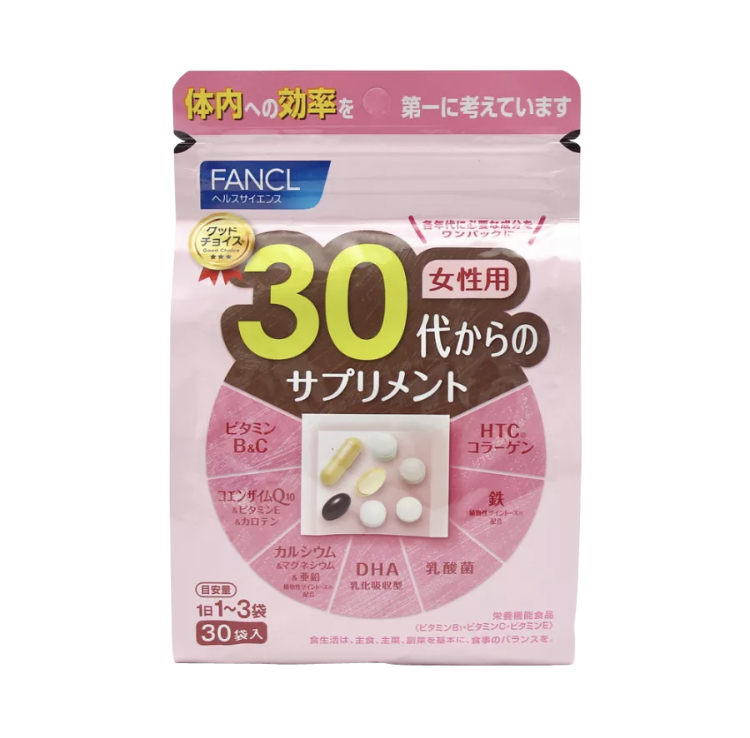 体内への効率を 第一に考えています
FANCL
ヘルスサイエンス
グッド
チョイス
Good Choice
各年代に必要な成分を
ワンパックに
30
女性用
代からの
サプリメント
ビタミン
B&C
HTC®
コラーゲン
コエンザイムQ10
&ビタミンE
&カロテン
鉄
配合
カルシウム
&マグネシウム
&亜鉛
配合
DHA
乳化吸収型
乳酸菌
目安量
1日1～3袋
30袋入
栄養機能食品
〈ビタミンB1・ビタミンC・ビタミンE〉
食生活は、主食、主菜、副菜を基本に、食事のバランスを。